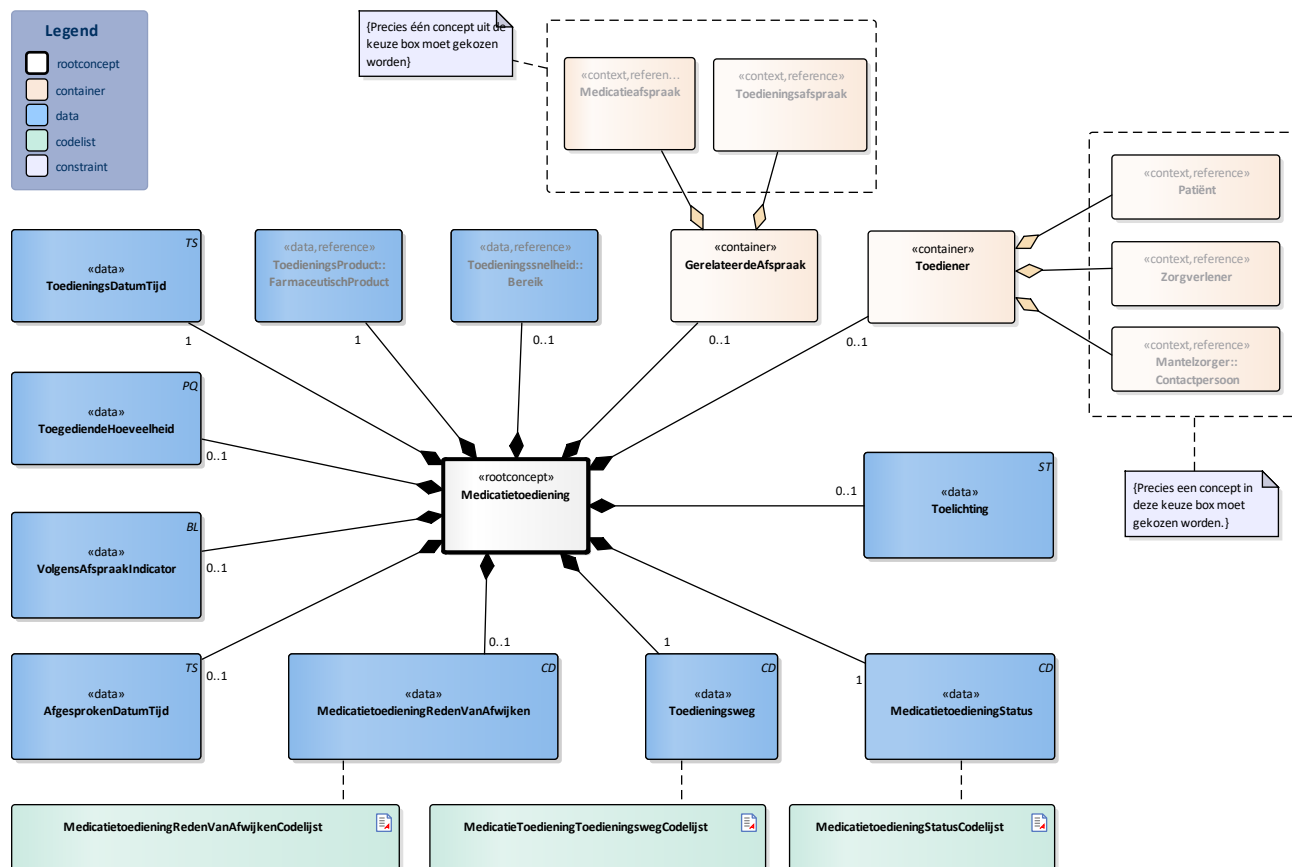 Legend
rootconcept
container
data
codelist
constraint
{Precies één concept uit de
keuze box moet gekozen
worden}
«context,referen...
Medicatieafspraak
«context,reference»
Toedieningsafspraak
«context,reference»
Patiënt
«context,reference»
Zorgverlener
«context,reference»
Mantelzorger::
Contactpersoon
{Precies een concept in
deze keuze box moet
gekozen worden.}
TS
«data»
ToedieningsDatumTijd
1
«data,reference»
ToedieningsProduct::
FarmaceutischProduct
1
«data,reference»
Toedieningssnelheid::
Bereik
0..1
«container»
GerelateerdeAfspraak
0..1
«container»
Toediener
0..1
PQ
«data»
ToegediendeHoeveelheid
0..1
«rootconcept»
Medicatietoediening
ST
«data»
Toelichting
0..1
BL
«data»
VolgensAfspraakIndicator
0..1
TS
«data»
AfgesprokenDatumTijd
0..1
CD
«data»
MedicatietoedieningRedenVanAfwijken
0..1
CD
«data»
Toedieningsweg
1
CD
«data»
MedicatietoedieningStatus
1
MedicatietoedieningRedenVanAfwijkenCodelijst
MedicatieToedieningToedieningswegCodelijst
MedicatietoedieningStatusCodelijst